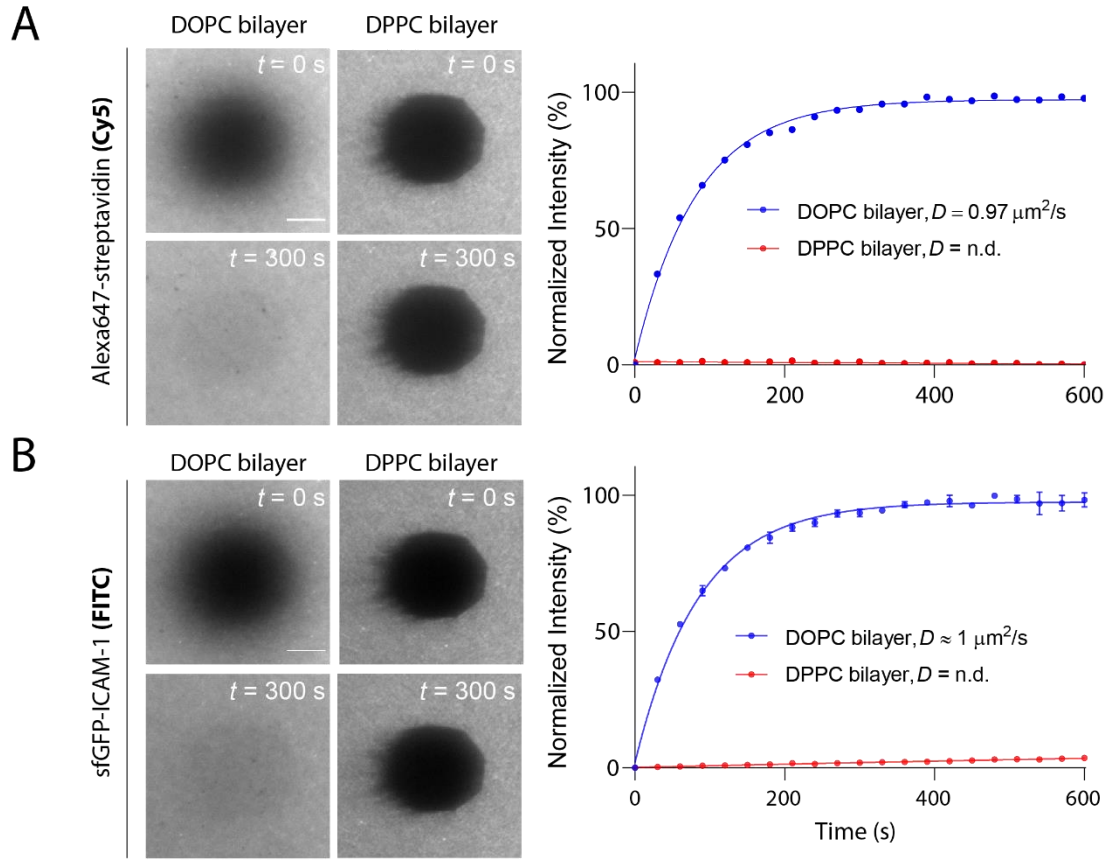 A
DOPC bilayer
DPPC bilayer
Alexa647-streptavidin (Cy5)
t = 0 s
t = 0 s
t = 300 s
t = 300 s
Normalized Intensity (%)
100
50
0
DOPC bilayer, D = 0.97 μm²/s
DPPC bilayer, D = n.d.
0
200
400
600
B
DOPC bilayer
DPPC bilayer
sfGFP-ICAM-1 (FITC)
t = 0 s
t = 0 s
t = 300 s
t = 300 s
Normalized Intensity (%)
100
50
0
DOPC bilayer, D ≈ 1 μm²/s
DPPC bilayer, D = n.d.
0
200
400
600
Time (s)